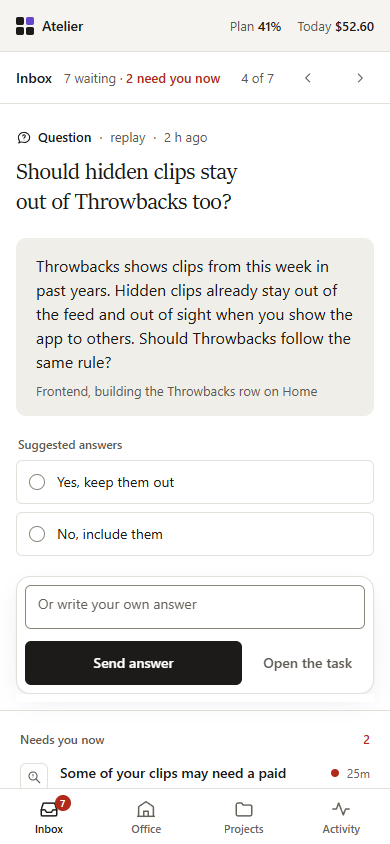 Atelier
Plan 41% Today $52.60
Inbox 7 waiting · 2 need you now 4 of 7
Question · replay · 2 h ago
Should hidden clips stay
out of Throwbacks too?
Throwbacks shows clips from this week in
past years. Hidden clips already stay out of
the feed and out of sight when you show the
app to others. Should Throwbacks follow the
same rule?
Frontend, building the Throwbacks row on Home
Suggested answers
Yes, keep them out
No, include them
Or write your own answer
Send answer
Open the task
Needs you now 2
Some of your clips may need a paid 25m
7
Inbox Office Projects Activity